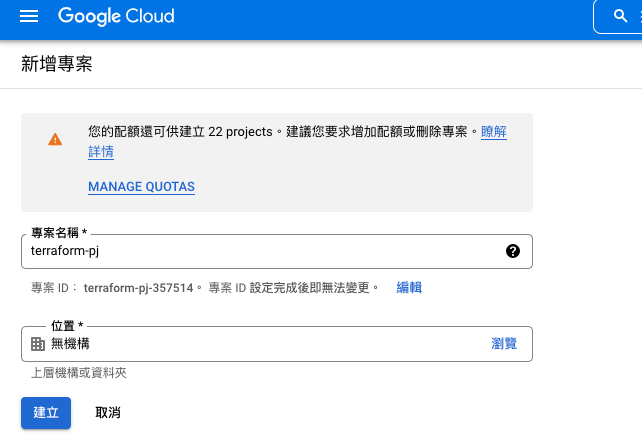 Google Cloud
新增專案
您的配額還可供建立 22 projects。建議您要求增加配額或刪除專案。瞭解
詳情
MANAGE QUOTAS
專案名稱 *
terraform-pj
專案 ID： terraform-pj-357514。 專案 ID 設定完成後即無法變更。 編輯
位置 *
無機構 瀏覽
上層機構或資料夾
建立 取消